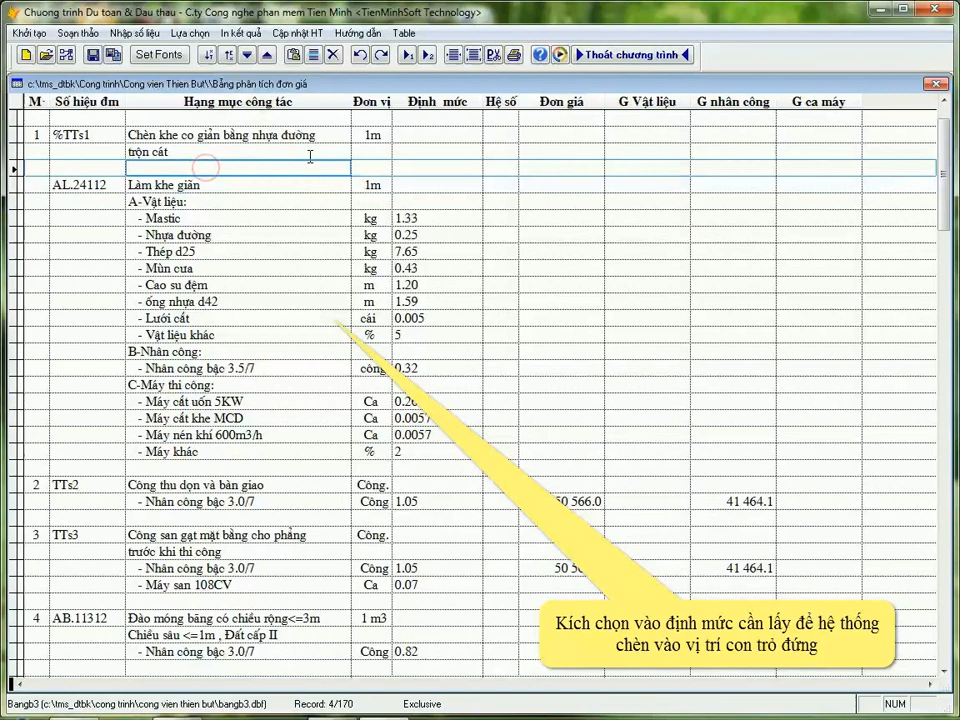 Chuong trinh Du toan & Dau thau - C.ty Cong nghe phan mem Tien Minh <TienMinhSoft Technology>
Khởi tạo Soạn thảo Nhập số liệu Lựa chọn In kết quả Cập nhật HT Hướng dẫn Table
Set Fonts Thoát chương trình
c:\tms_dtbk\Cong trinh\Cong vien Thien But\\Bảng phân tích đơn giá
M Số hiệu đm Hạng mục công tác Đơn vị Định mức Hệ số Đơn giá G Vật liệu G nhân công G ca máy
1 %TTs1 Chèn khe co giãn bằng nhựa đường 1m
trộn cát
AL.24112 Làm khe giãn 1m
A-Vật liệu:
- Mastic kg 1.33
- Nhựa đường kg 0.25
- Thép d25 kg 7.65
- Mùn cưa kg 0.43
- Cao su đệm m 1.20
- ống nhựa d42 m 1.59
- Lưới cắt cái 0.005
- Vật liệu khác % 5
B-Nhân công:
- Nhân công bậc 3.5/7 công 0.32
C-Máy thi công:
- Máy cắt uốn 5KW Ca
- Máy cắt khe MCD Ca 0.0057
- Máy nén khí 600m3/h Ca 0.0057
- Máy khác % 2
2 TTs2 Công thu dọn và bàn giao Công.
- Nhân công bậc 3.0/7 Công 1.05 50 566.0 41 464.1
3 TTs3 Công san gạt mặt bằng cho phẳng Công.
trước khi thi công
- Nhân công bậc 3.0/7 Công 1.05 41 464.1
- Máy san 108CV Ca 0.07
4 AB.11312 Đào móng băng có chiều rộng<=3m 1 m3
Chiều sâu <=1m , Đất cấp II
- Nhân công bậc 3.0/7 Công 0.82
Kích chọn vào định mức cần lấy để hệ thống
chèn vào vị trí con trỏ đứng
Bangb3 (c:\tms_dtbk\cong trinh\cong vien thien but\bangb3.dbf) Record: 4/170 Exclusive NUM